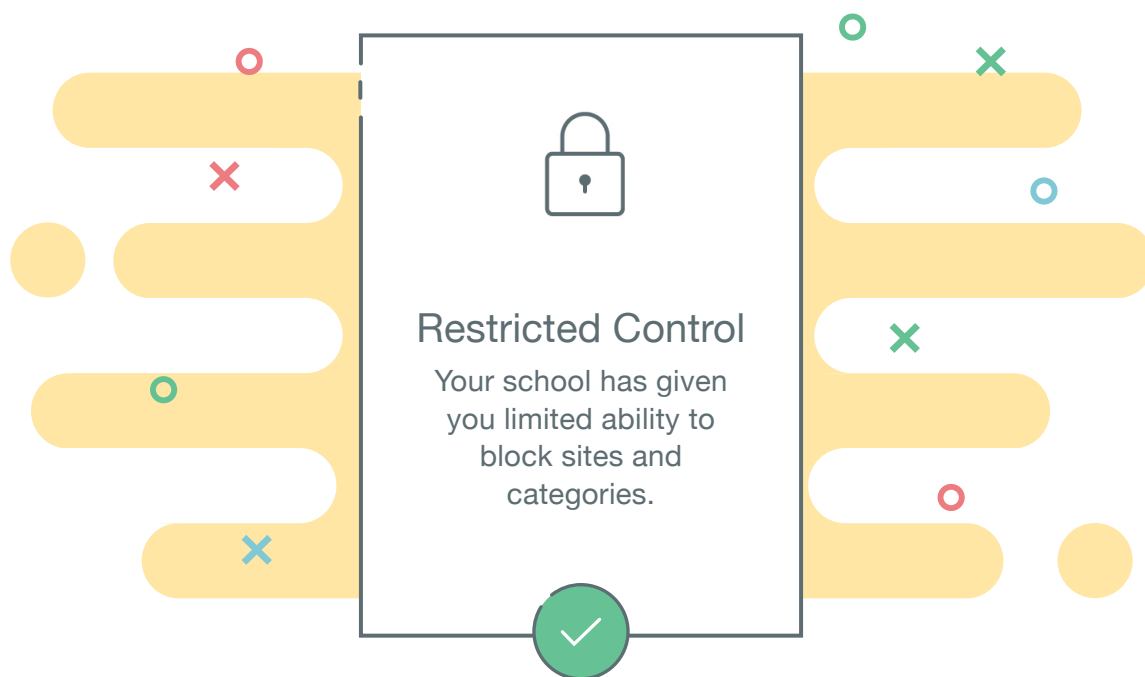 Restricted Control
Your school has given
you limited ability to
block sites and
categories.